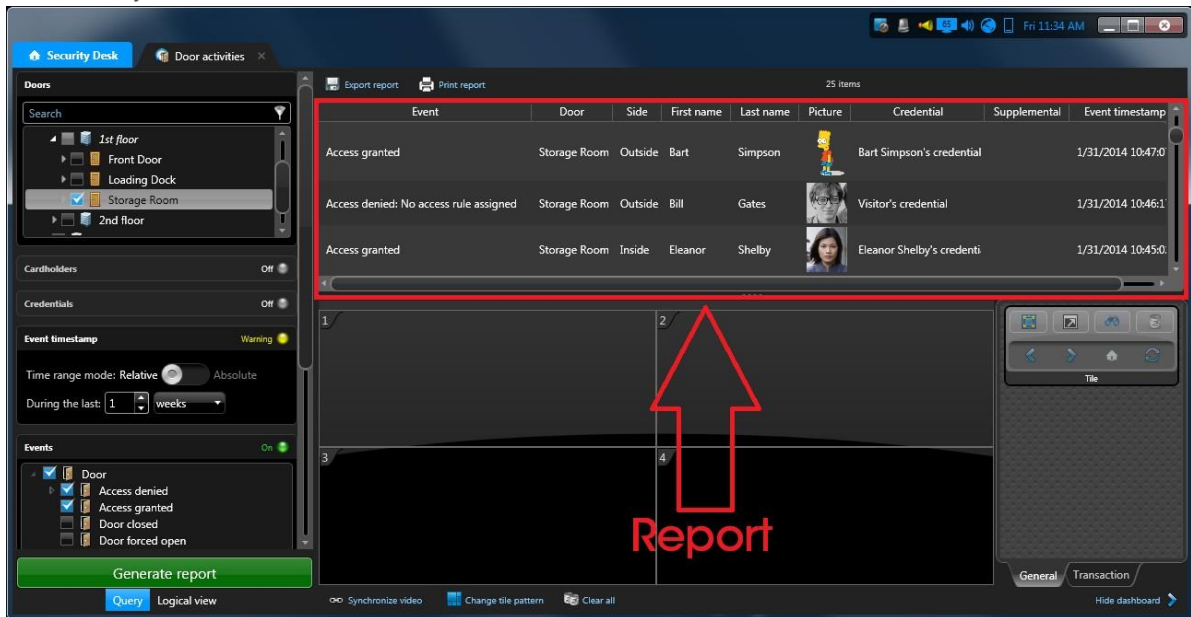 65 Fri 11:34 AM
Security Desk Door activities
Doors
Search
1st floor
Front Door
Loading Dock
Storage Room
2nd floor
Cardholders Off
Credentials Off
Event timestamp Warning
Time range mode: Relative Absolute
During the last: 1 weeks
Events On
Door
Access denied
Access granted
Door closed
Door forced open
Generate report
Query Logical view
Export report Print report 25 items
Event Door Side First name Last name Picture Credential Supplemental Event timestamp
Access granted Storage Room Outside Bart Simpson Bart Simpson's credential 1/31/2014 10:47:0
Access denied: No access rule assigned Storage Room Outside Bill Gates Visitor's credential 1/31/2014 10:46:1
Access granted Storage Room Inside Eleanor Shelby Eleanor Shelby's credenti 1/31/2014 10:45:0
1 2
3 4
Report
Tile
General Transaction
Synchronize video Change tile pattern Clear all Hide dashboard